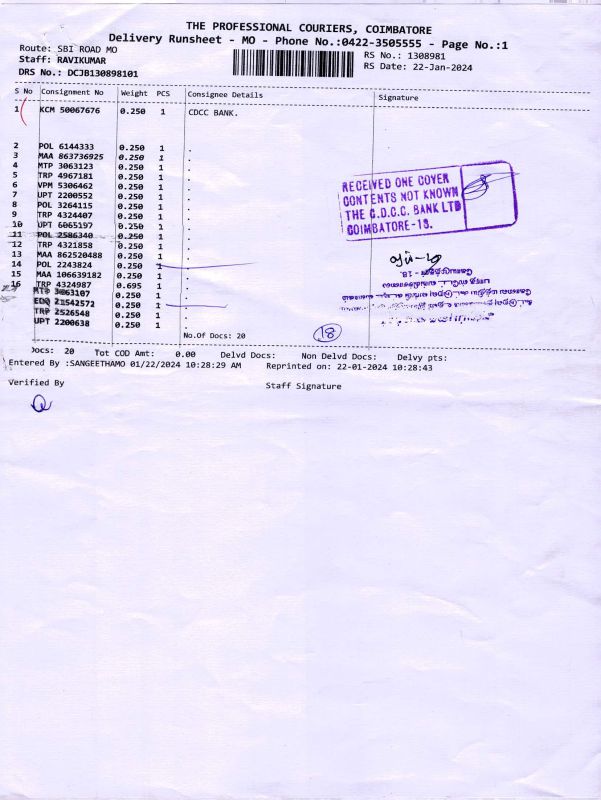 THE PROFESSIONAL COURIERS, COIMBATORE
Delivery Runsheet - MO - Phone No.:0422-3505555 - Page No.:1
Route: SBI ROAD MO
RS No.: 1308981
Staff: RAVIKUMAR
RS Date: 22-Jan-2024
DRS No.: DCJB130898101
S No Consignment No Weight PCS Consignee Details Signature
1 KCM 50067676 0.250 1 CDCC BANK.
2 POL 6144333 0.250 1 .
3 MAA 863736925 0.250 1 .
4 MTP 3063123 0.250 1 .
5 TRP 4967181 0.250 1 .
6 VPM 5306462 0.250 1 .
7 UPT 2200552 0.250 1 .
8 POL 3264115 0.250 1 .
9 TRP 4324407 0.250 1 .
10 UPT 6065197 0.250 1 .
11 POL 2586340 0.250 1 .
12 TRP 4321858 0.250 1 .
13 MAA 862520488 0.250 1 .
14 POL 2243824 0.250 1 .
15 MAA 106639182 0.250 1 .
16 TRP 4324987 0.695 1 .
MTP 3063107 0.250 1 .
EDQ 21542572 0.250 1 .
TRP 2526548 0.250 1 .
UPT 2200638 0.250 1 .
RECEIVED ONE COVER
CONTENTS NOT KNOWN
THE C.D.C.C. BANK LTD
COIMBATORE-18.
No.Of Docs: 20
18
Docs: 20 Tot COD Amt: 0.00 Delvd Docs: Non Delvd Docs: Delvy pts:
Entered By :SANGEETHAMO 01/22/2024 10:28:29 AM Reprinted on: 22-01-2024 10:28:43
Verified By Staff Signature